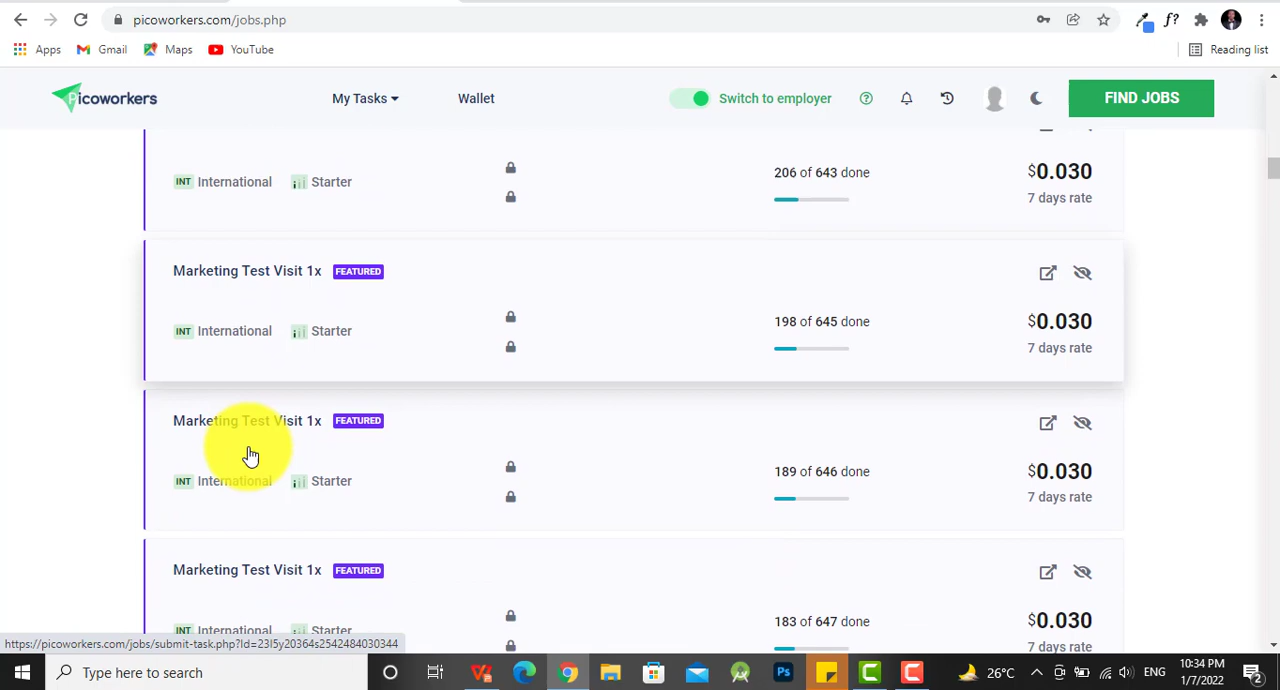 picoworkers.com/jobs.php
Apps
Gmail
Maps
YouTube
Reading list
Picoworkers
My Tasks
Wallet
Switch to employer
FIND JOBS
INT International Starter
206 of 643 done
$0.030
7 days rate
Marketing Test Visit 1x FEATURED
INT International Starter
198 of 645 done
$0.030
7 days rate
Marketing Test Visit 1x FEATURED
INT International Starter
189 of 646 done
$0.030
7 days rate
Marketing Test Visit 1x FEATURED
INT International Starter
183 of 647 done
$0.030
7 days rate
https://picoworkers.com/jobs/submit-task.php?Id=23I5y20364s2542484030344
Type here to search
Ps
26°C
ENG
10:34 PM
1/7/2022
2